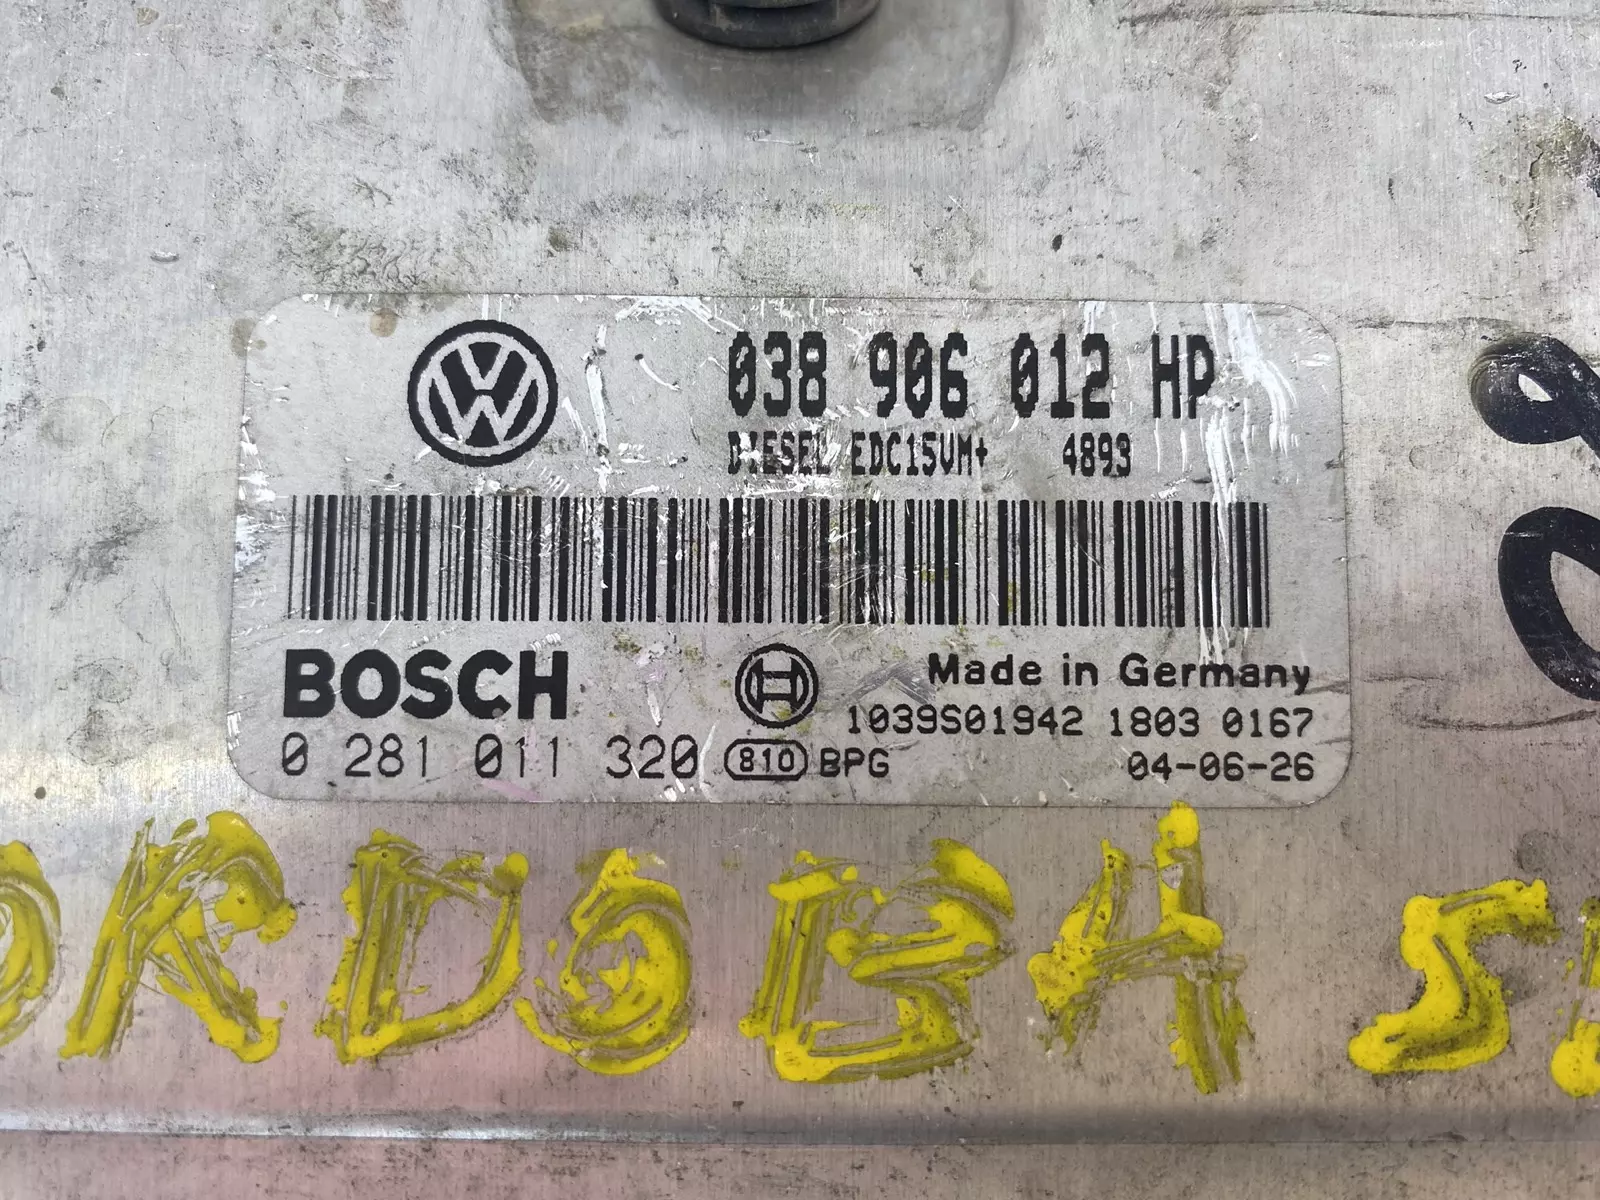 038 906 012 HP
DIESEL EDC15VM+ 4893
BOSCH
Made in Germany
1039S01942 1803 0167
0 281 011 320 810 BPG 04-06-26
ORDOBA